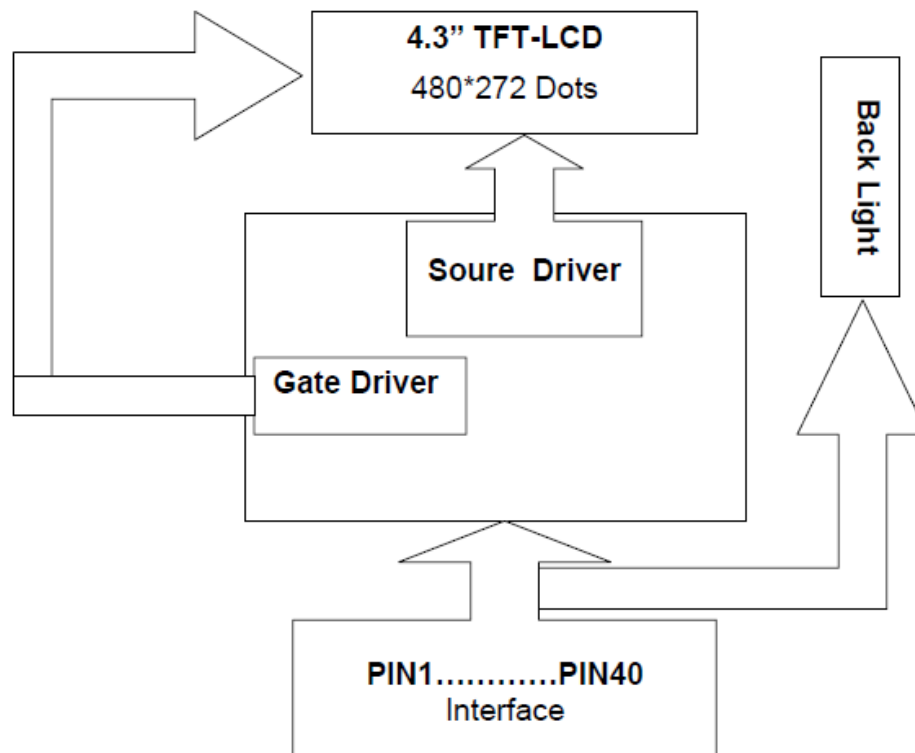 4.3” TFT-LCD
480*272 Dots
Back Light
Soure Driver
Gate Driver
PIN1…………PIN40
Interface